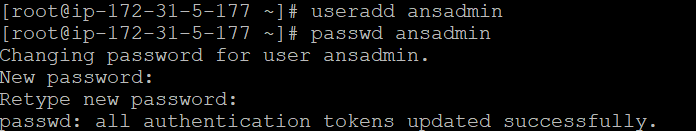 [root@ip-172-31-5-177 ~]# useradd ansadmin
[root@ip-172-31-5-177 ~]# passwd ansadmin
Changing password for user ansadmin.
New password:
Retype new password:
passwd: all authentication tokens updated successfully.